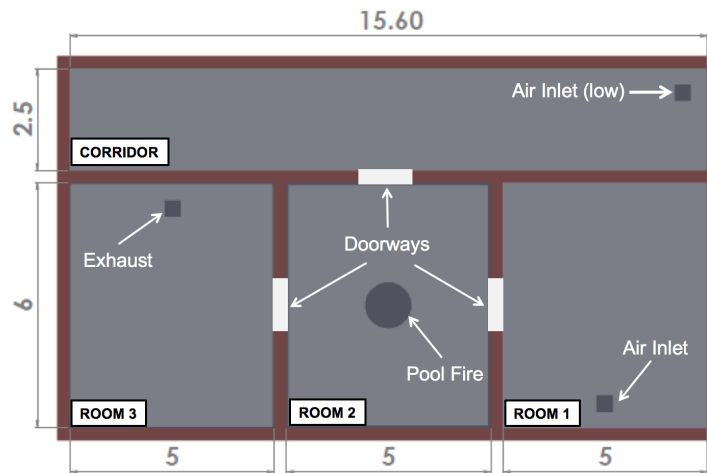 15.60
2.5
Air Inlet (low)
CORRIDOR
Doorways
Exhaust
6
Pool Fire
Air Inlet
ROOM 3
ROOM 2
ROOM 1
5
5
5